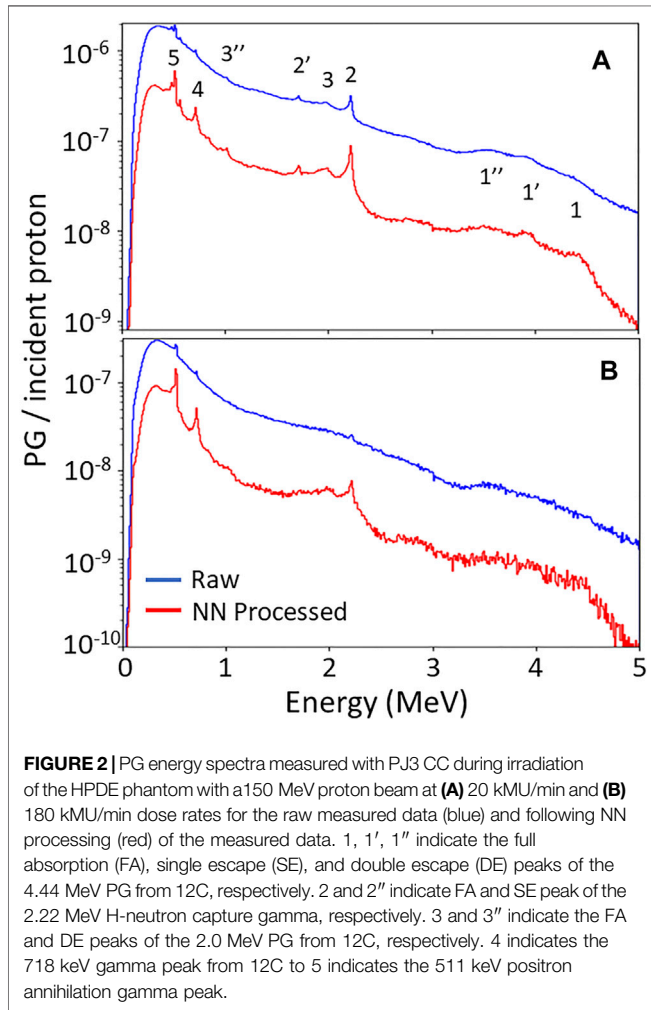 A
10-6
10-7
10-8
10-9
5
4
3′′
2′
3
2
1′′
1′
1
B
10-7
10-8
10-9
10-10
PG / incident proton
Raw
NN Processed
0 1 2 3 4 5
Energy (MeV)
FIGURE 2 | PG energy spectra measured with PJ3 CC during irradiation
of the HPDE phantom with a150 MeV proton beam at (A) 20 kMU/min and (B)
180 kMU/min dose rates for the raw measured data (blue) and following NN
processing (red) of the measured data. 1, 1′, 1″ indicate the full
absorption (FA), single escape (SE), and double escape (DE) peaks of the
4.44 MeV PG from 12C, respectively. 2 and 2″ indicate FA and SE peak of the
2.22 MeV H-neutron capture gamma, respectively. 3 and 3″ indicate the FA
and DE peaks of the 2.0 MeV PG from 12C, respectively. 4 indicates the
718 keV gamma peak from 12C to 5 indicates the 511 keV positron
annihilation gamma peak.